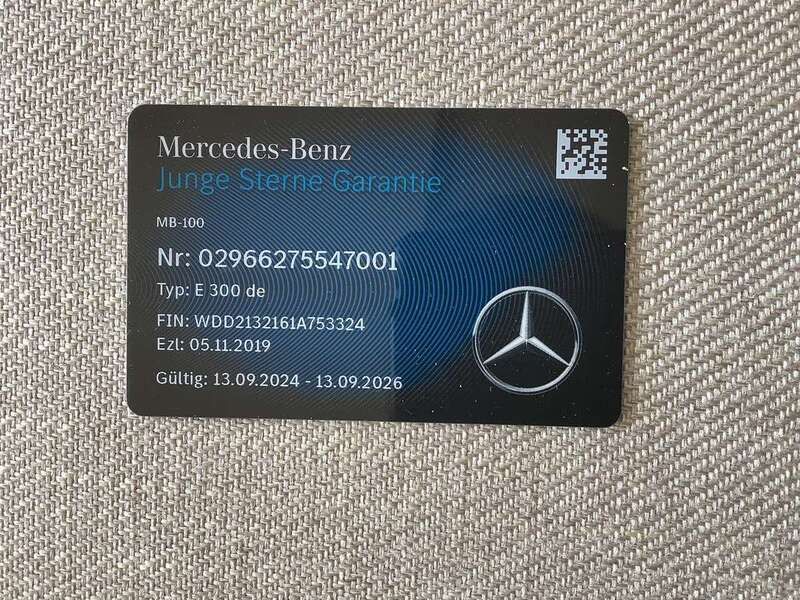 Mercedes-Benz
Junge Sterne Garantie
MB-100
Nr: 02966275547001
Typ: E 300 de
FIN: WDD2132161A753324
Ezl: 05.11.2019
Gültig: 13.09.2024 - 13.09.2026